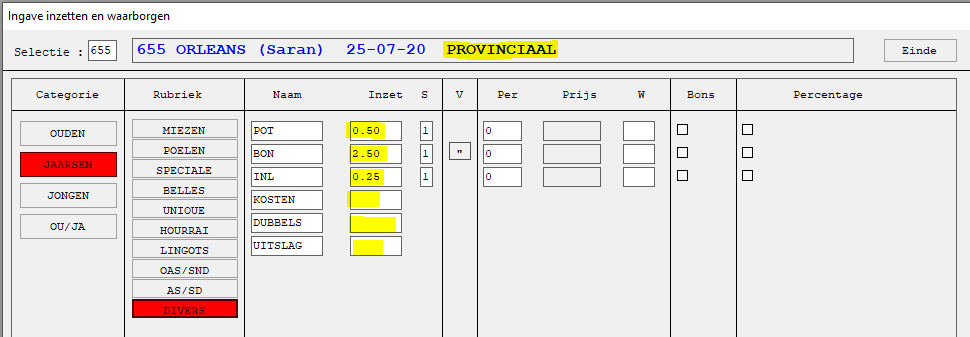 Ingave inzetten en waarborgen
Selectie : 655 655 ORLEANS (Saran) 25-07-20 PROVINCIAAL Einde
Categorie Rubriek Naam Inzet S V Per Prijs W Bons Percentage
OUDEN
JAARSEN
JONGEN
OU/JA
MIEZEN
POELEN
SPECIALE
BELLES
UNIQUE
HOURRAI
LINGOTS
OAS/SND
AS/SD
DIVERS
POT 0.50 1 0
BON 2.50 1 " 0
INL 0.25 1 0
KOSTEN
DUBBELS
UITSLAG